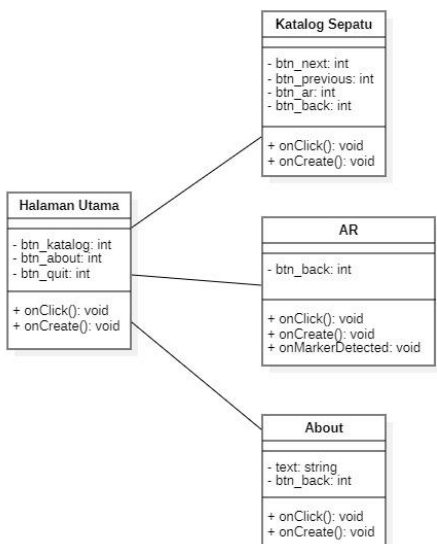 Katalog Sepatu
- btn_next: int
- btn_previous: int
- btn_ar: int
- btn_back: int
+ onClick(): void
+ onCreate(): void
Halaman Utama
- btn_katalog: int
- btn_about: int
- btn_quit: int
+ onClick(): void
+ onCreate(): void
AR
- btn_back: int
+ onClick(): void
+ onCreate(): void
+ onMarkerDetected: void
About
- text: string
- btn_back: int
+ onClick(): void
+ onCreate(): void